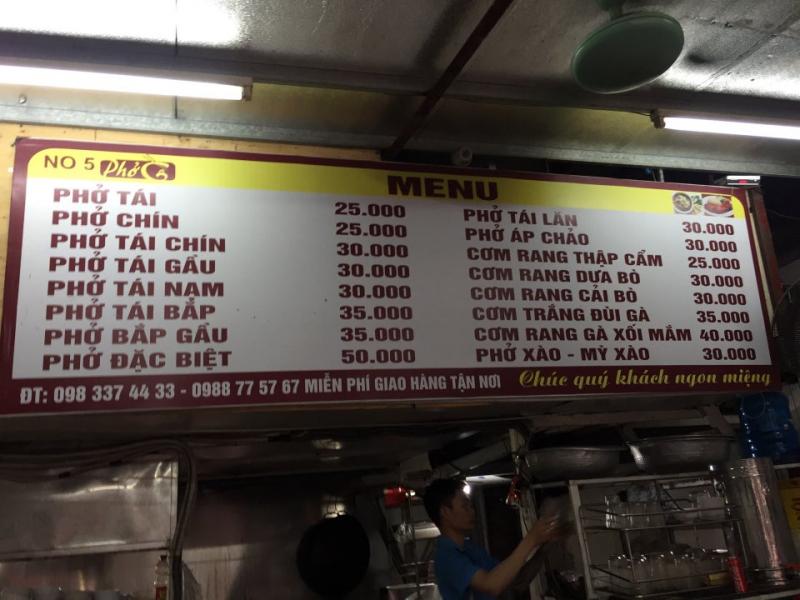 NO 5 Phở
MENU
PHỞ TÁI 25.000
PHỞ CHÍN 25.000
PHỞ TÁI CHÍN 30.000
PHỞ TÁI GẦU 30.000
PHỞ TÁI NẠM 30.000
PHỞ TÁI BẮP 35.000
PHỞ BẮP GẦU 35.000
PHỞ ĐẶC BIỆT 50.000
PHỞ TÁI LĂN 30.000
PHỞ ÁP CHẢO 30.000
CƠM RANG THẬP CẨM 25.000
CƠM RANG DƯA BÒ 30.000
CƠM RANG CẢI BÒ 30.000
CƠM TRẮNG ĐÙI GÀ 35.000
CƠM RANG GÀ XỐI MẮM 40.000
PHỞ XÀO - MỲ XÀO 30.000
ĐT: 098 337 44 33 - 0988 77 57 67 MIỄN PHÍ GIAO HÀNG TẬN NƠI Chúc quý khách ngon miệng